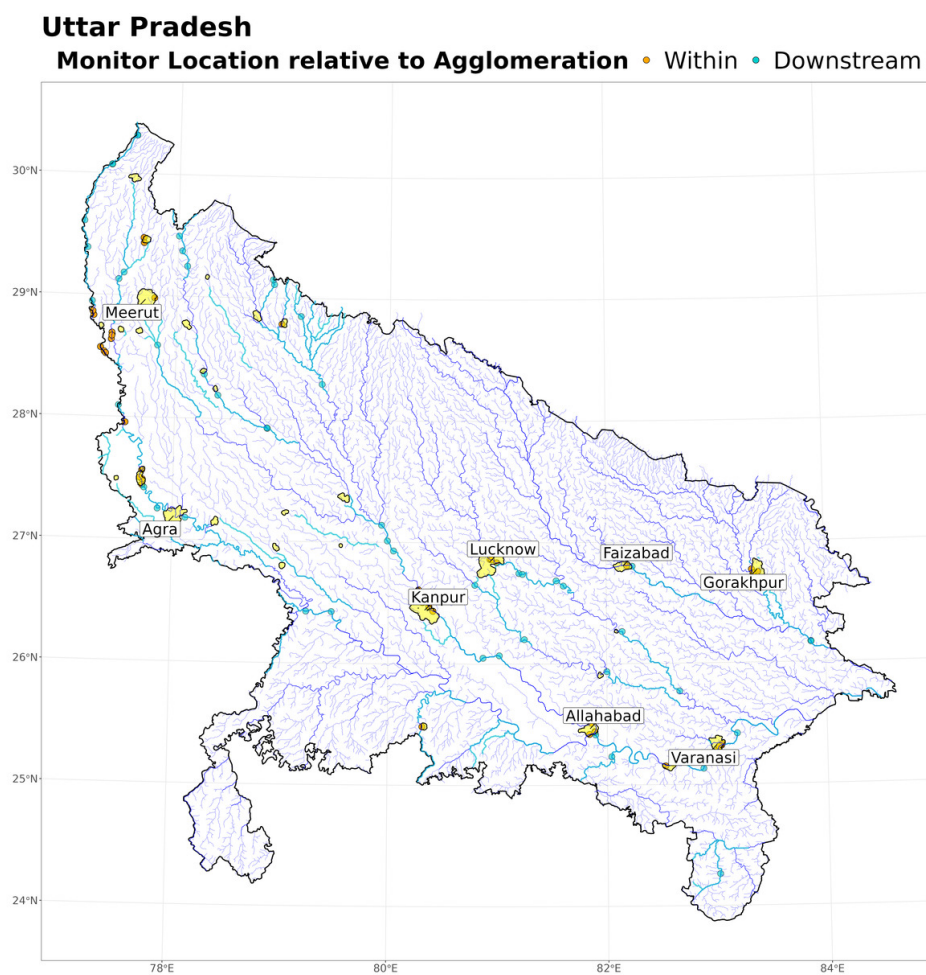 Uttar Pradesh
Monitor Location relative to Agglomeration Within Downstream
30°N
29°N
Meerut
28°N
27°N
Agra
Lucknow
Faizabad
Gorakhpur
Kanpur
26°N
Allahabad
Varanasi
25°N
24°N
78°E 80°E 82°E 84°E